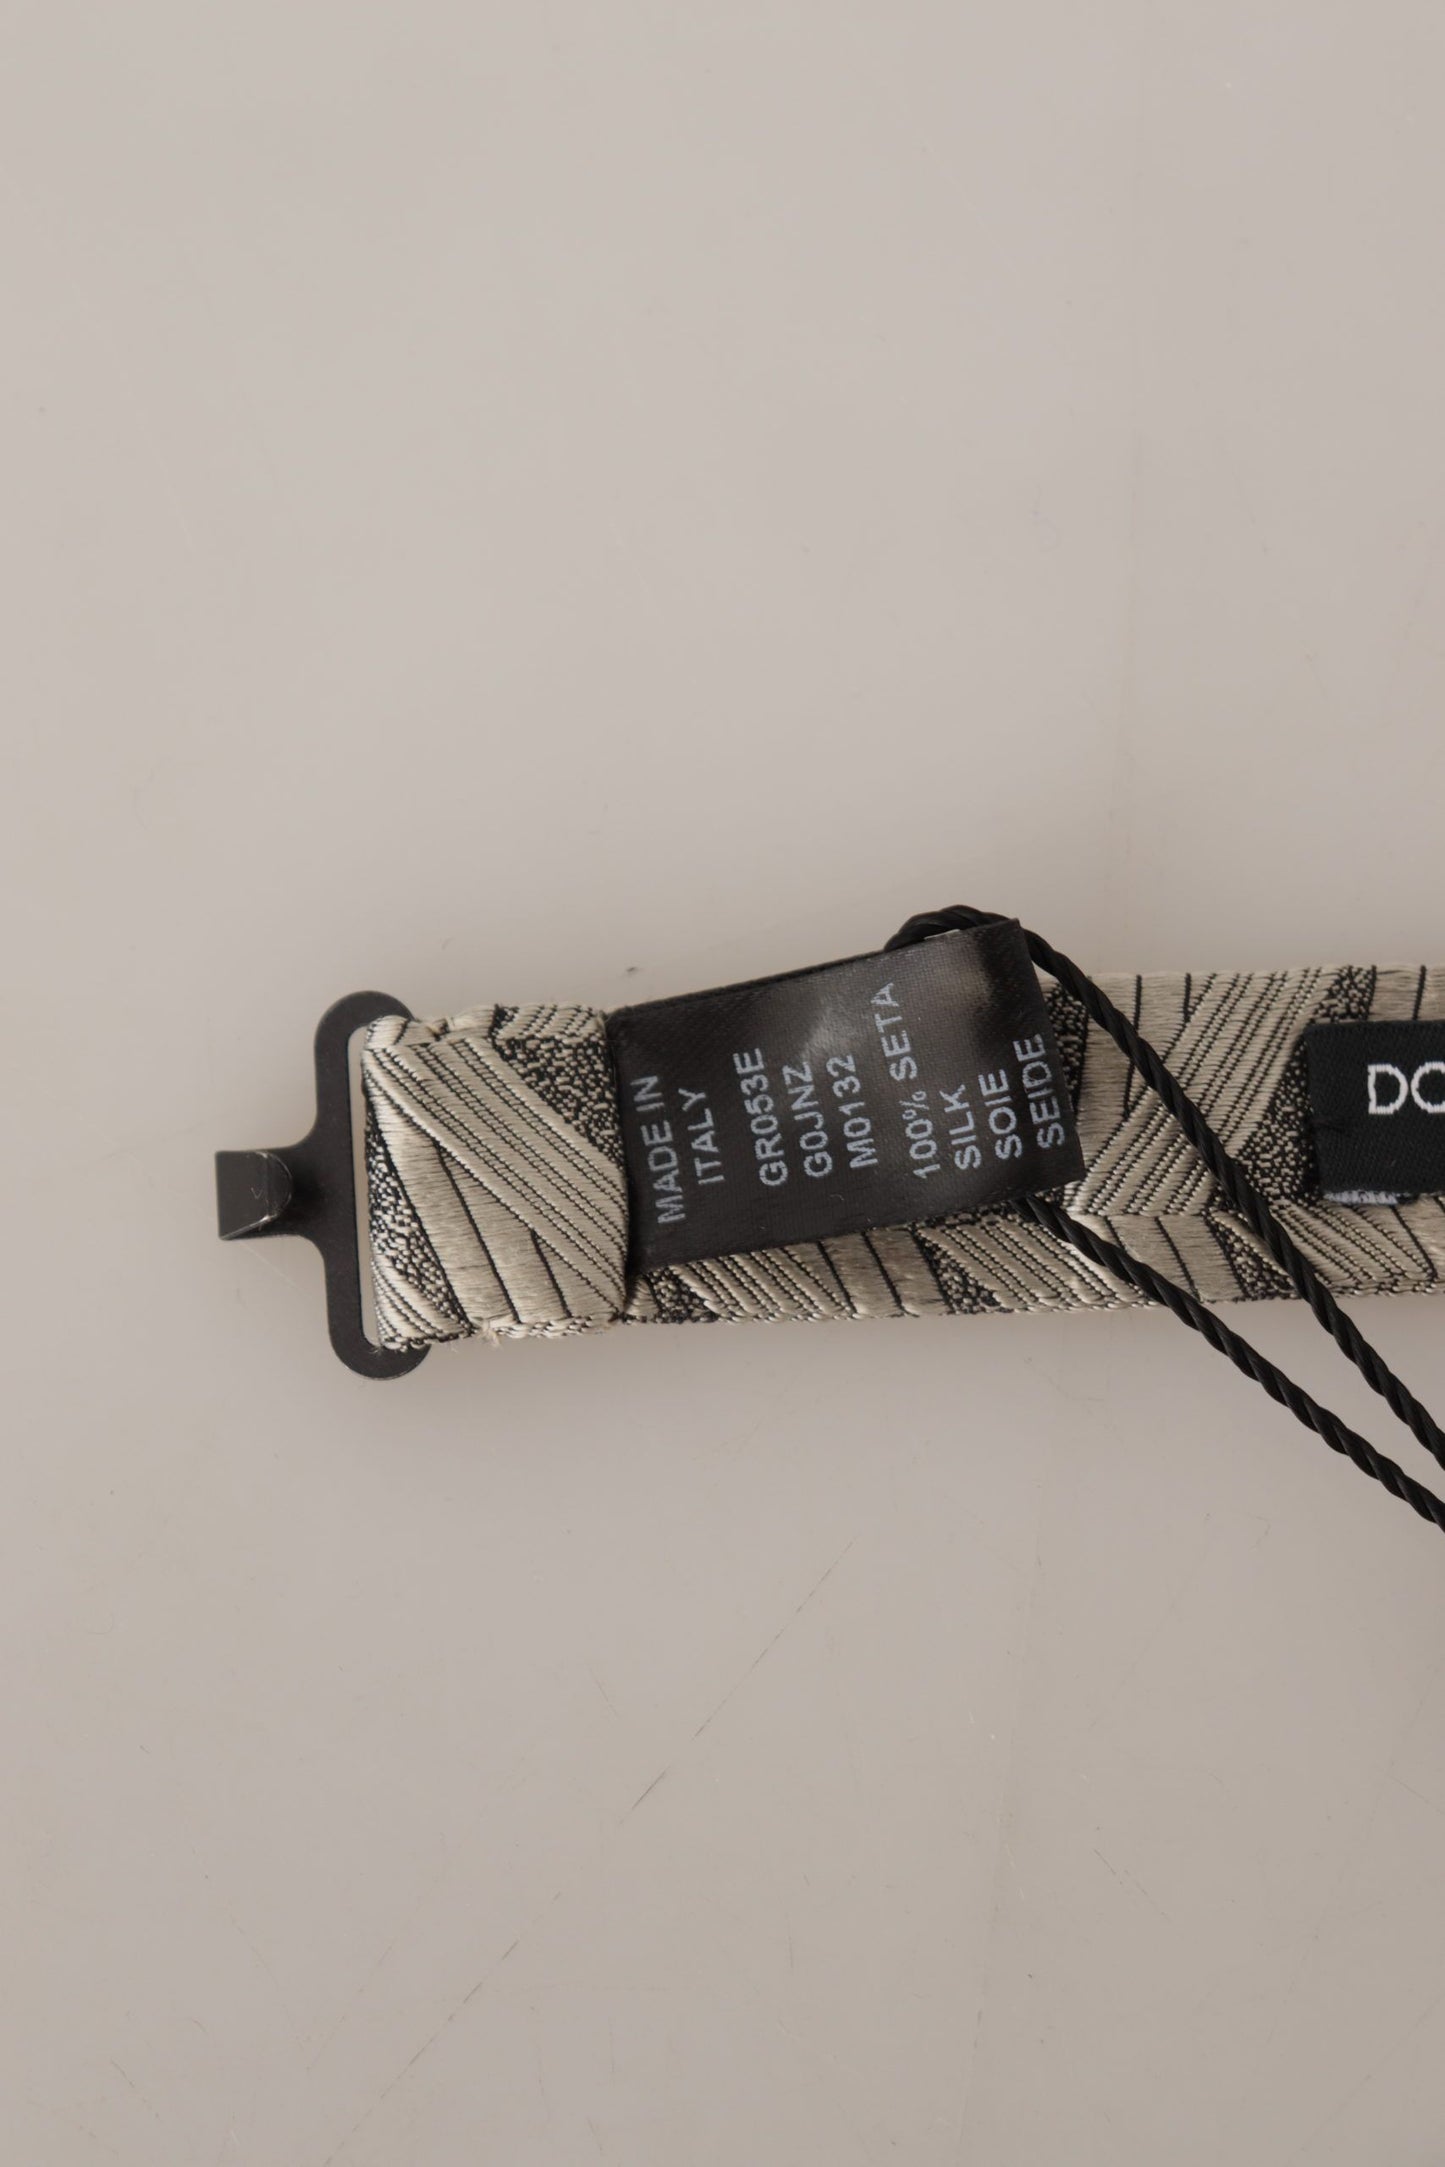 MADE IN
ITALY
GR053E
G0JNZ
M0132
100% SETA
SILK
SOIE
SEIDE
DO